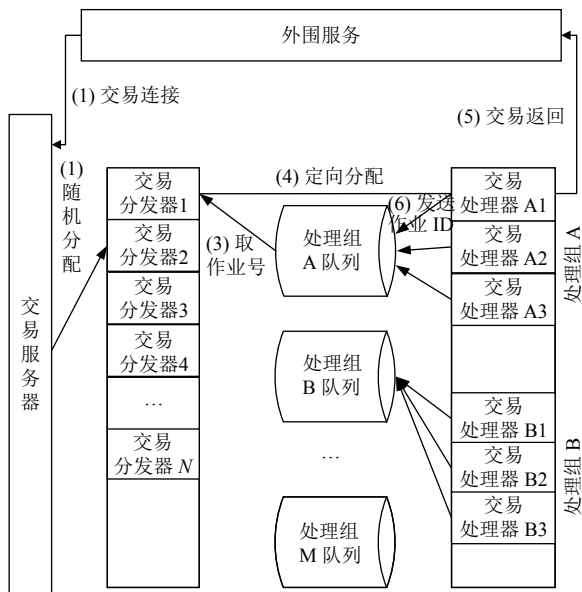 外围服务
(1) 交易连接
(5) 交易返回
(1)
随
机
分
配
交
易
服
务
器
交易
分发器1
交易
分发器2
交易
分发器3
交易
分发器4
…
交易
分发器 N
(4) 定向分配
(3) 取
作业号
(6) 发送
作业 ID
处理组
A 队列
处理组
B 队列
…
处理组
M 队列
交易
处理器 A1
交易
处理器 A2
交易
处理器 A3
处理组 A
交易
处理器 B1
交易
处理器 B2
交易
处理器 B3
处理组 B